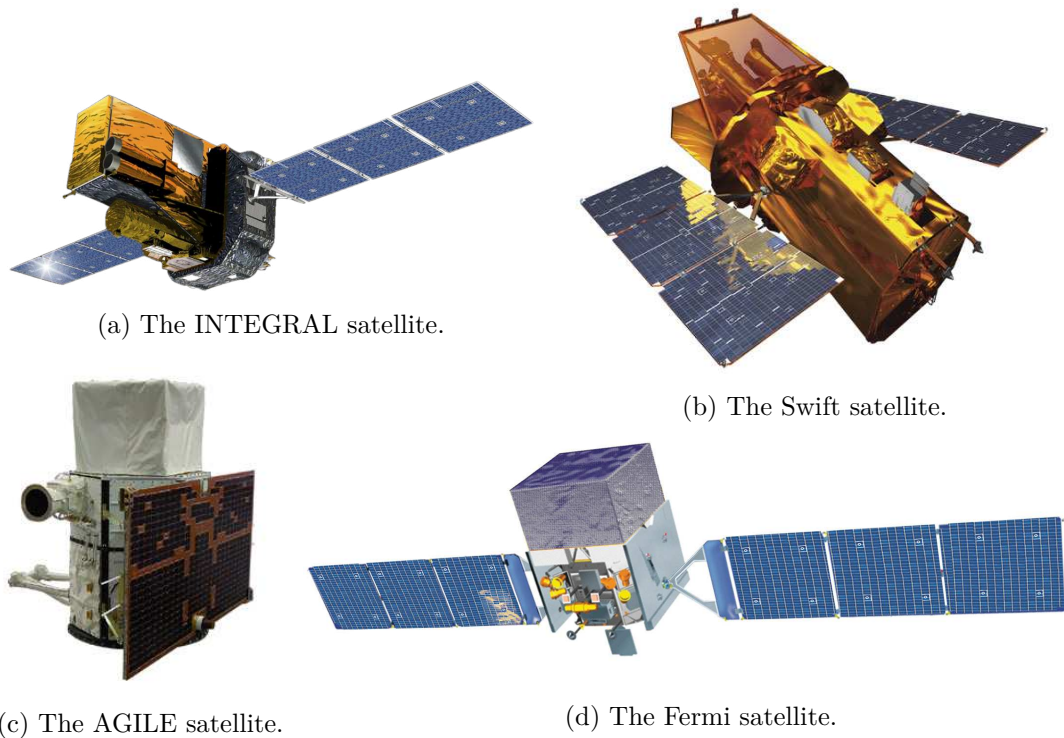 (a) The INTEGRAL satellite.
(b) The Swift satellite.
(c) The AGILE satellite.
(d) The Fermi satellite.